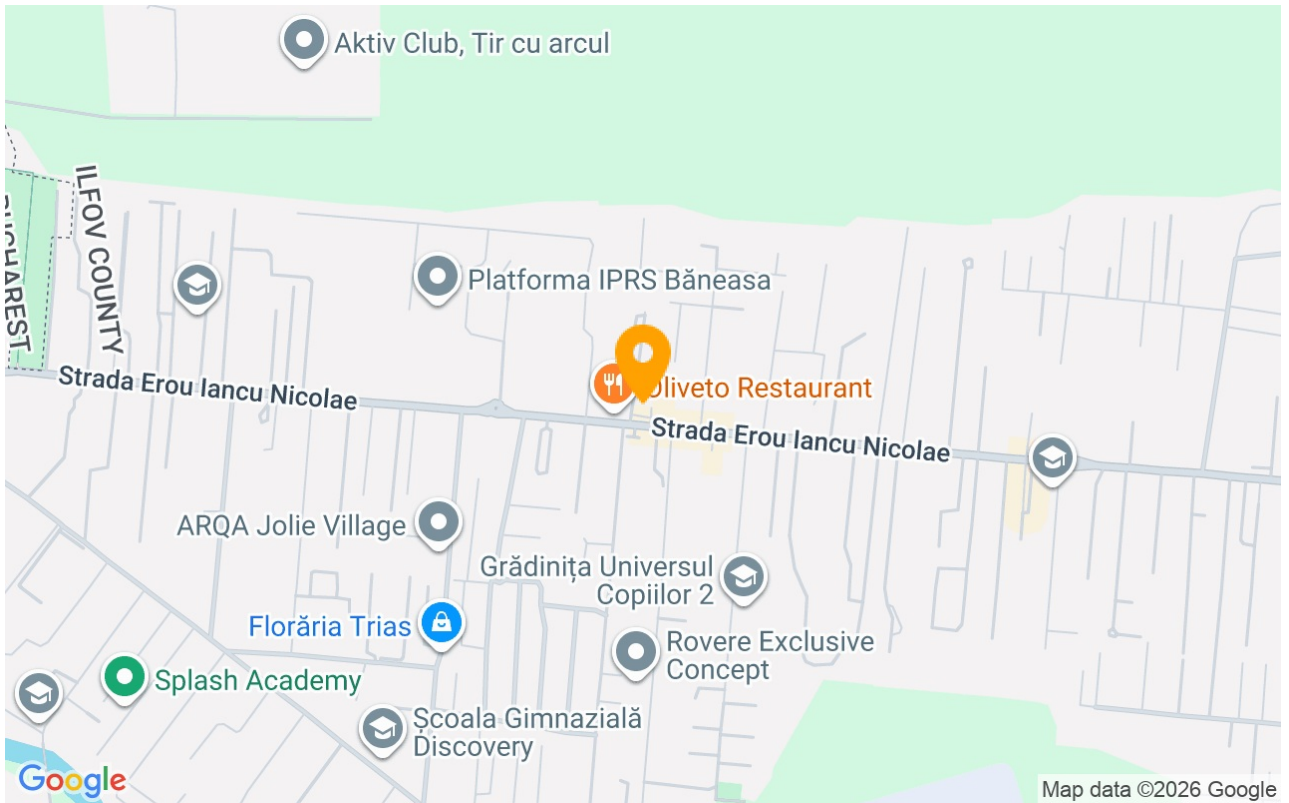 Aktiv Club, Tir cu arcul
ILFOV COUNTY
BUCHAREST
Platforma IPRS Băneasa
Strada Erou Iancu Nicolae
Oliveto Restaurant
Strada Erou Iancu Nicolae
ARQA Jolie Village
Grădinița Universul
Copiilor 2
Florăria Trias
Rovere Exclusive
Concept
Splash Academy
Școala Gimnazială
Discovery
Google
Map data ©2026 Google